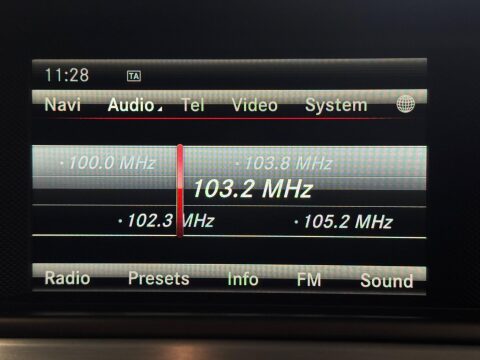 11:28 TA
Navi Audio Tel Video System
· 100.0 MHz · 103.8 MHz
103.2 MHz
· 102.3 MHz · 105.2 MHz
Radio Presets Info FM Sound